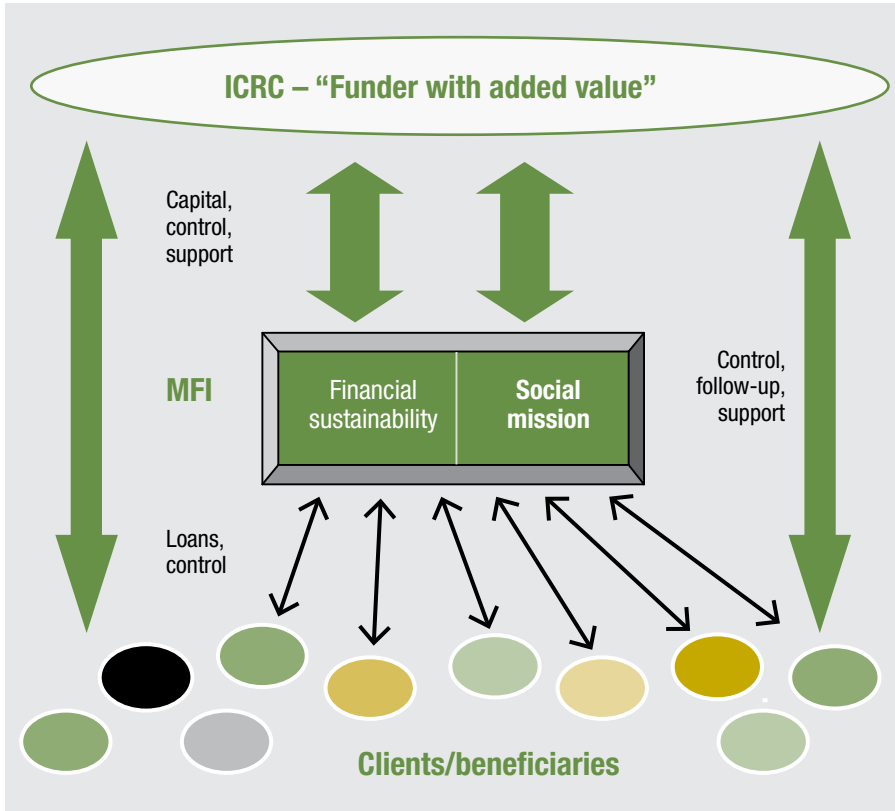 ICRC – “Funder with added value”
Capital,
control,
support
MFI
Financial
sustainability
Social
mission
Control,
follow-up,
support
Loans,
control
Clients/beneficiaries